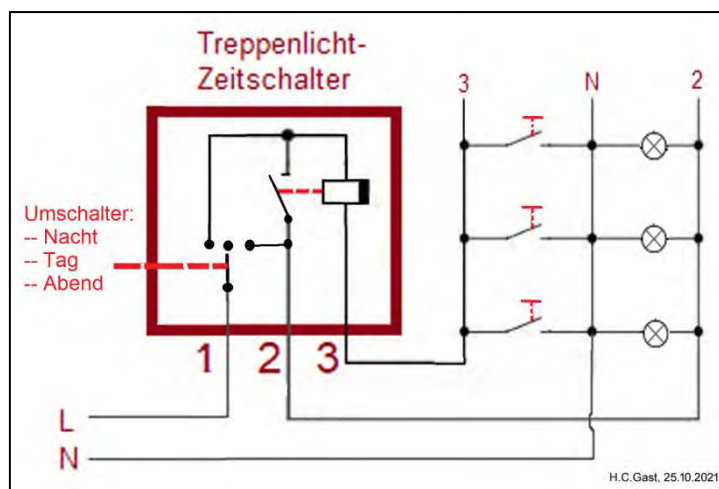 Treppenlicht-
Zeitschalter
3 N 2
Umschalter:
-- Nacht
-- Tag
-- Abend
1 2 3
L
N
H.C.Gast, 25.10.2021